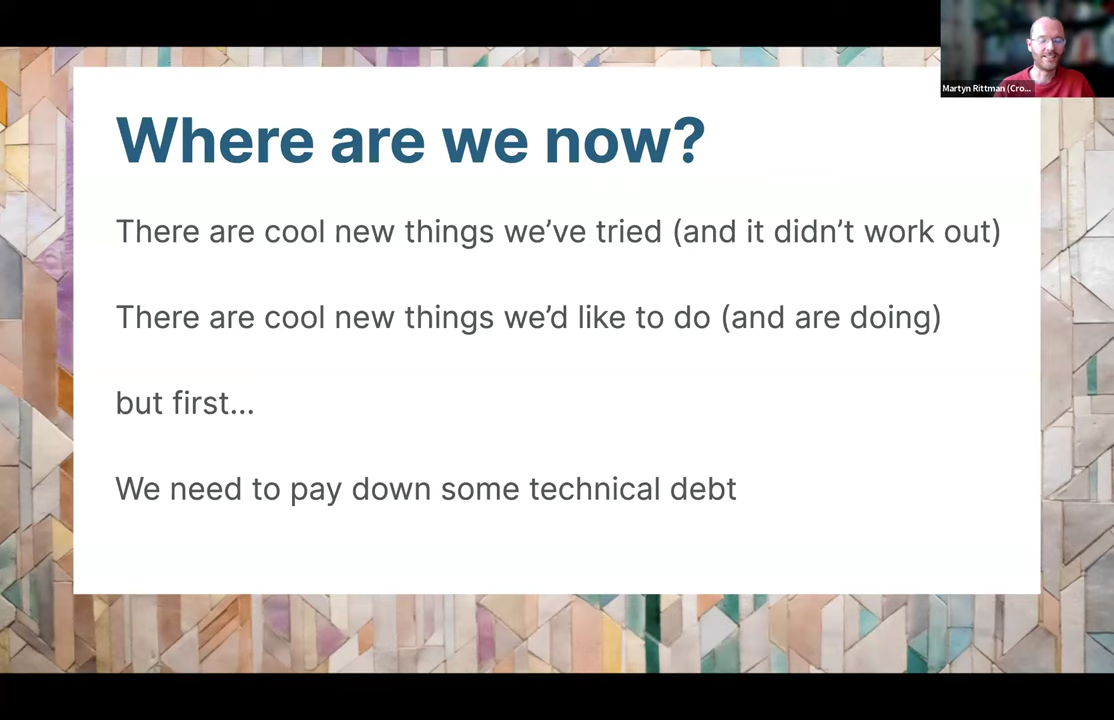 Martyn Rittman (Cro...
Where are we now?
There are cool new things we’ve tried (and it didn’t work out)
There are cool new things we’d like to do (and are doing)
but first...
We need to pay down some technical debt